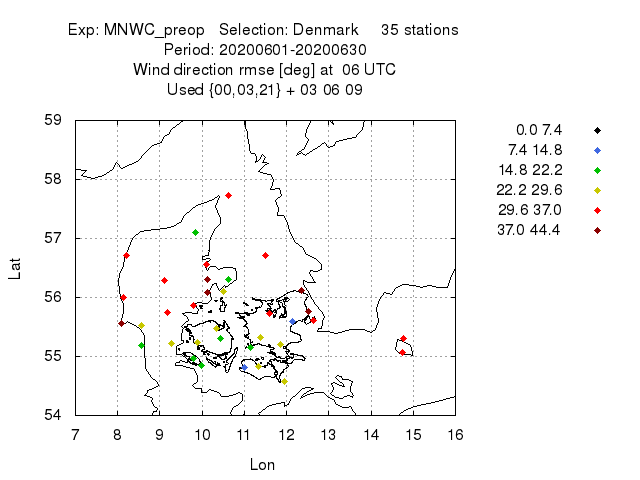 Exp: MNWC_preop   Selection: Denmark     35 stations
Period: 20200601-20200630
Wind direction rmse [deg] at  06 UTC
Used {00,03,21} + 03 06 09
59
58
57
56
55
54
Lat
7 8 9 10 11 12 13 14 15 16
Lon
0.0 7.4
7.4 14.8
14.8 22.2
22.2 29.6
29.6 37.0
37.0 44.4